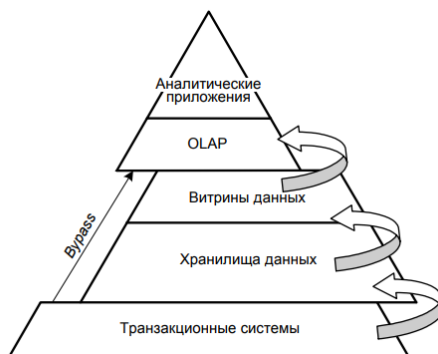 Аналитические
приложения
OLAP
Витрины данных
Bypass
Хранилища данных
Транзакционные системы